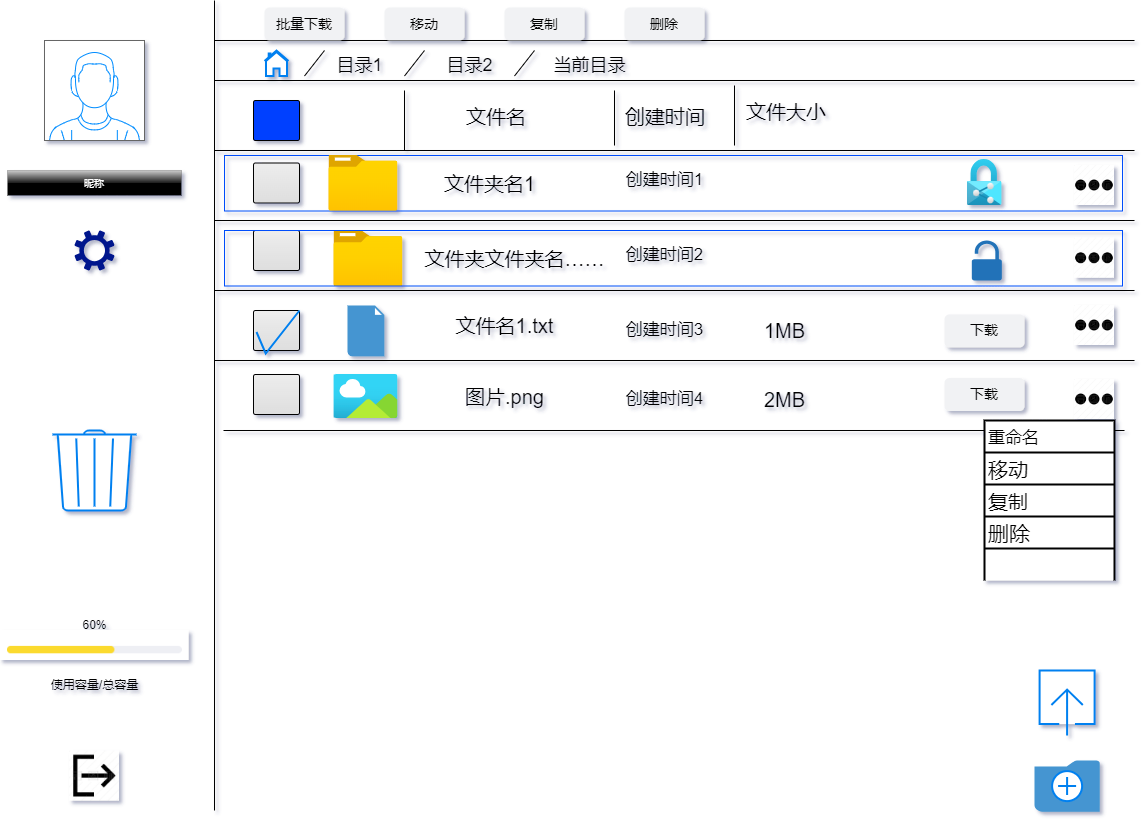 批量下载 移动 复制 删除
目录1 目录2 当前目录
文件名 创建时间 文件大小
昵称
文件夹名1 创建时间1
文件夹文件夹名…… 创建时间2
文件名1.txt 创建时间3 1MB 下载
图片.png 创建时间4 2MB 下载
重命名
移动
复制
删除
60%
使用容量/总容量